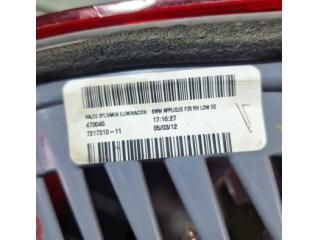 VALEO SYLVANIA ILUMINACION BMW APPLIQUE F25 RH LOW DE
470045 17:16:27
7217310-11 05/03/12